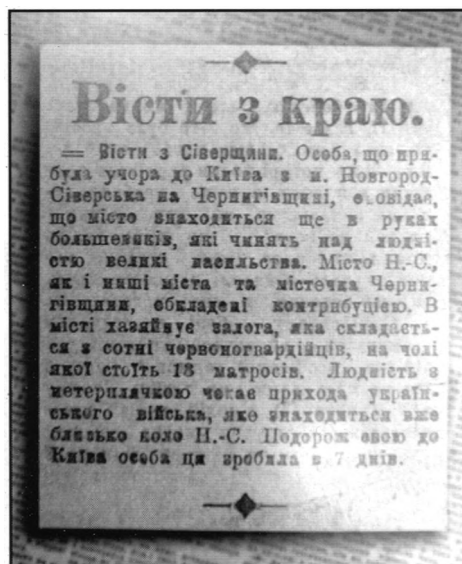 Вісти з краю.
= Вісти з Сіверщини. Особа, що при-
була учора до Київа з м. Новгород-
Сіверська на Чернигівщині, оповідає,
що місто знаходиться ще в руках
большевиків, які чинять над людні-
стю великі насильства. Місто Н.-С.,
як і инші міста та містечка Черни-
гівщини, обкладені контрибуцією. В
місті хазяйнує залога, яка складаєть-
ся з сотні червоногвардійців, на чолі
якої стоїть 18 матросів. Людність з
нетерплячкою чекає прихода україн-
ського війська, яке знаходиться вже
близько коло Н.-С. Подорож свою до
Київа особа ця зробила в 7 днів.